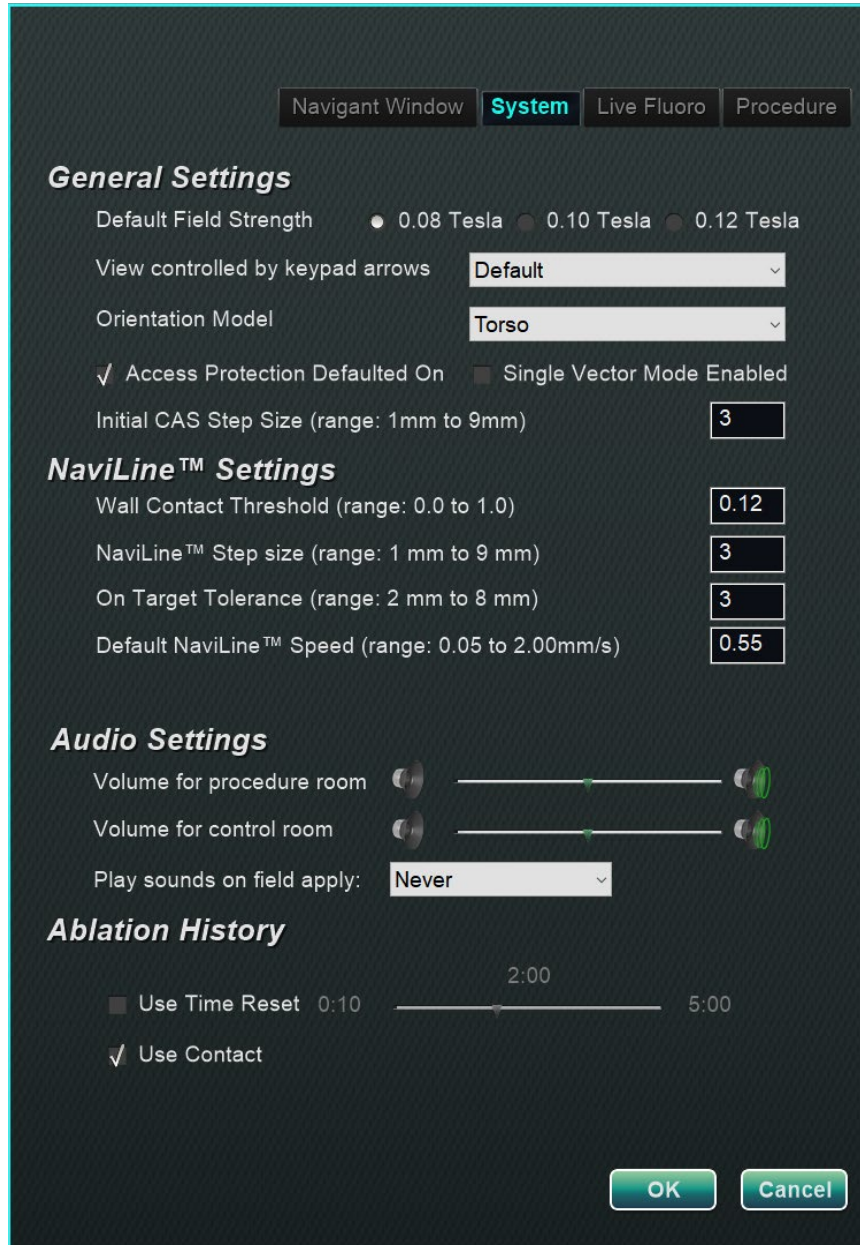 Navigant Window System Live Fluoro Procedure
General Settings
Default Field Strength 0.08 Tesla 0.10 Tesla 0.12 Tesla
View controlled by keypad arrows Default
Orientation Model Torso
Access Protection Defaulted On Single Vector Mode Enabled
Initial CAS Step Size (range: 1mm to 9mm) 3
NaviLine™ Settings
Wall Contact Threshold (range: 0.0 to 1.0) 0.12
NaviLine™ Step size (range: 1 mm to 9 mm) 3
On Target Tolerance (range: 2 mm to 8 mm) 3
Default NaviLine™ Speed (range: 0.05 to 2.00mm/s) 0.55
Audio Settings
Volume for procedure room
Volume for control room
Play sounds on field apply: Never
Ablation History
2:00
Use Time Reset 0:10 5:00
Use Contact
OK Cancel